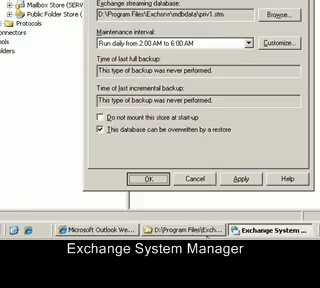 Mailbox Store (SERV
Public Folder Store (
Protocols
onnectors
ols
olders
Exchange streaming database:
D:\Program Files\Exchsrvr\mdbdata\priv1.stm
Browse...
Maintenance interval:
Run daily from 2:00 AM to 6:00 AM
Customize...
Time of last full backup:
This type of backup was never performed.
Time of last incremental backup:
This type of backup was never performed.
Do not mount this store at start-up
This database can be overwritten by a restore
OK Cancel Apply Help
Microsoft Outlook We... D:\Program Files\Exch... Exchange System ...
Exchange System Manager